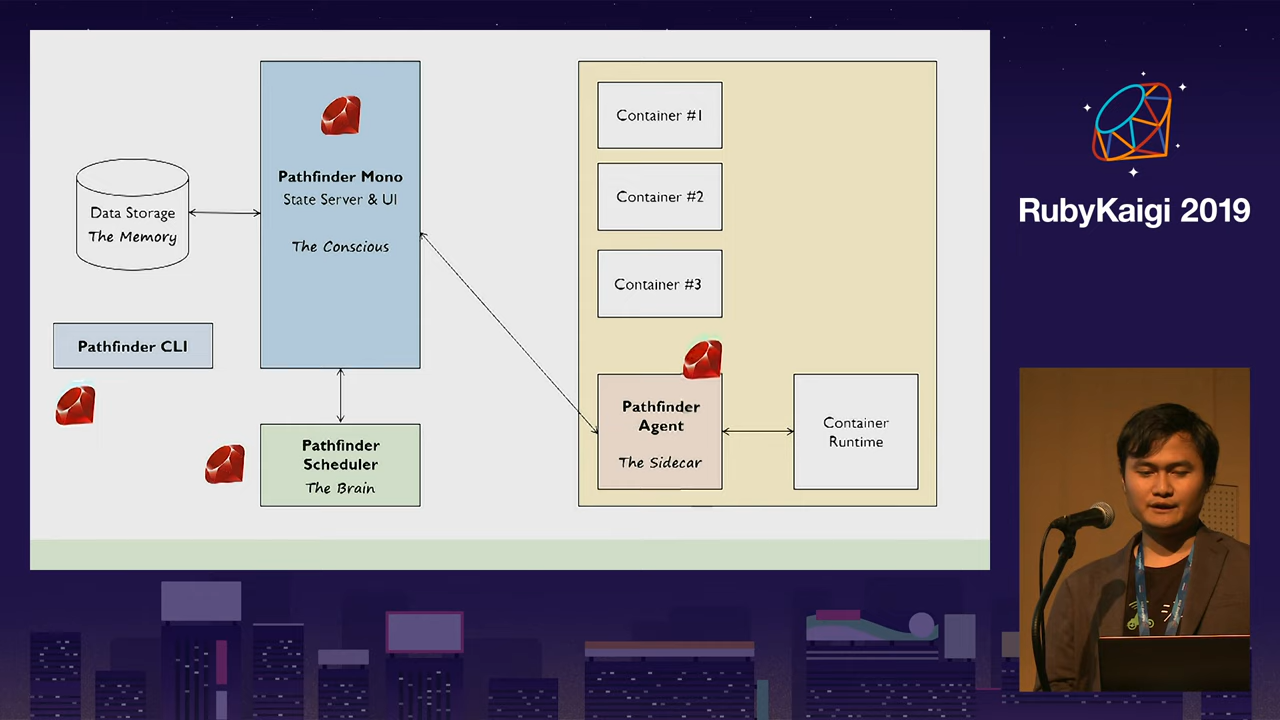 Data Storage
The Memory
Pathfinder CLI
Pathfinder Mono
State Server & UI
The Conscious
Pathfinder
Scheduler
The Brain
Container #1
Container #2
Container #3
Pathfinder
Agent
The Sidecar
Container
Runtime
RubyKaigi 2019